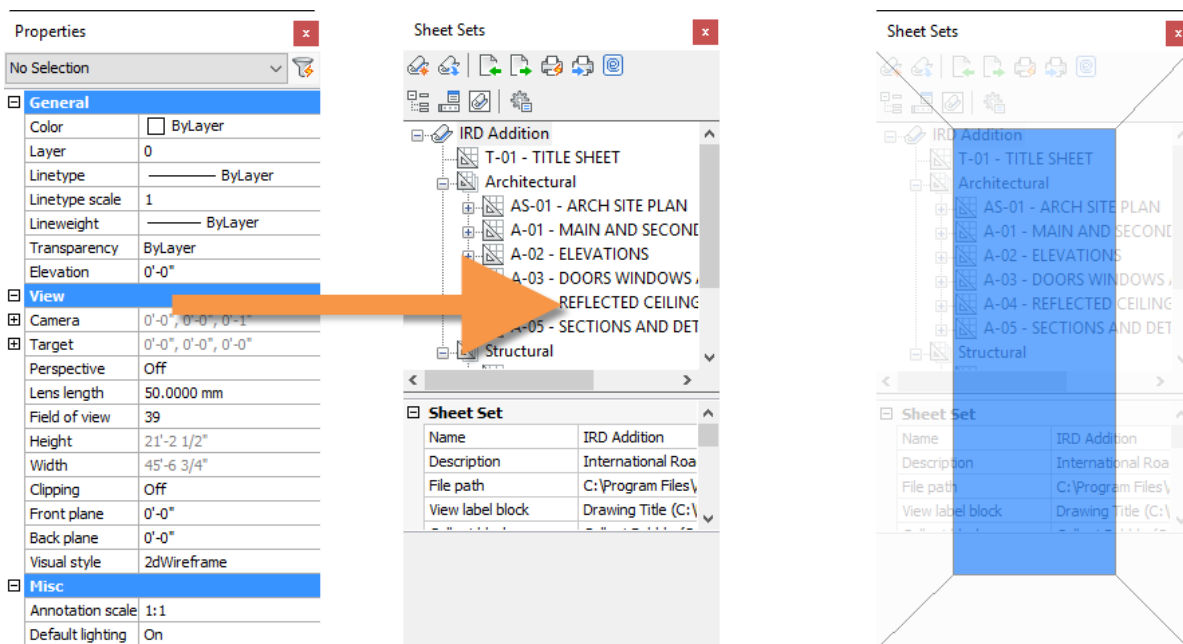 Properties
x
No Selection
General
Color ByLayer
Layer 0
Linetype ByLayer
Linetype scale 1
Lineweight ByLayer
Transparency ByLayer
Elevation 0'-0"
View
Camera 0'-0", 0'-0", 0'-1"
Target 0'-0", 0'-0", 0'-0"
Perspective Off
Lens length 50.0000 mm
Field of view 39
Height 21'-2 1/2"
Width 45'-6 3/4"
Clipping Off
Front plane 0'-0"
Back plane 0'-0"
Visual style 2dWireframe
Misc
Annotation scale 1:1
Default lighting On
Sheet Sets
x
IRD Addition
T-01 - TITLE SHEET
Architectural
AS-01 - ARCH SITE PLAN
A-01 - MAIN AND SECOND
A-02 - ELEVATIONS
A-03 - DOORS WINDOWS
REFLECTED CEILING
A-05 - SECTIONS AND DET
Structural
Sheet Set
Name IRD Addition
Description International Roa
File path C:\Program Files\
View label block Drawing Title (C:\
Sheet Sets
x
IRD Addition
T-01 - TITLE SHEET
Architectural
AS-01 - ARCH SITE PLAN
A-01 - MAIN AND SECOND
A-02 - ELEVATIONS
A-03 - DOORS WINDOWS
A-04 - REFLECTED CEILING
A-05 - SECTIONS AND DET
Structural
Sheet Set
Name IRD Addition
Description International Roa
File path C:\Program Files\
View label block Drawing Title (C:\